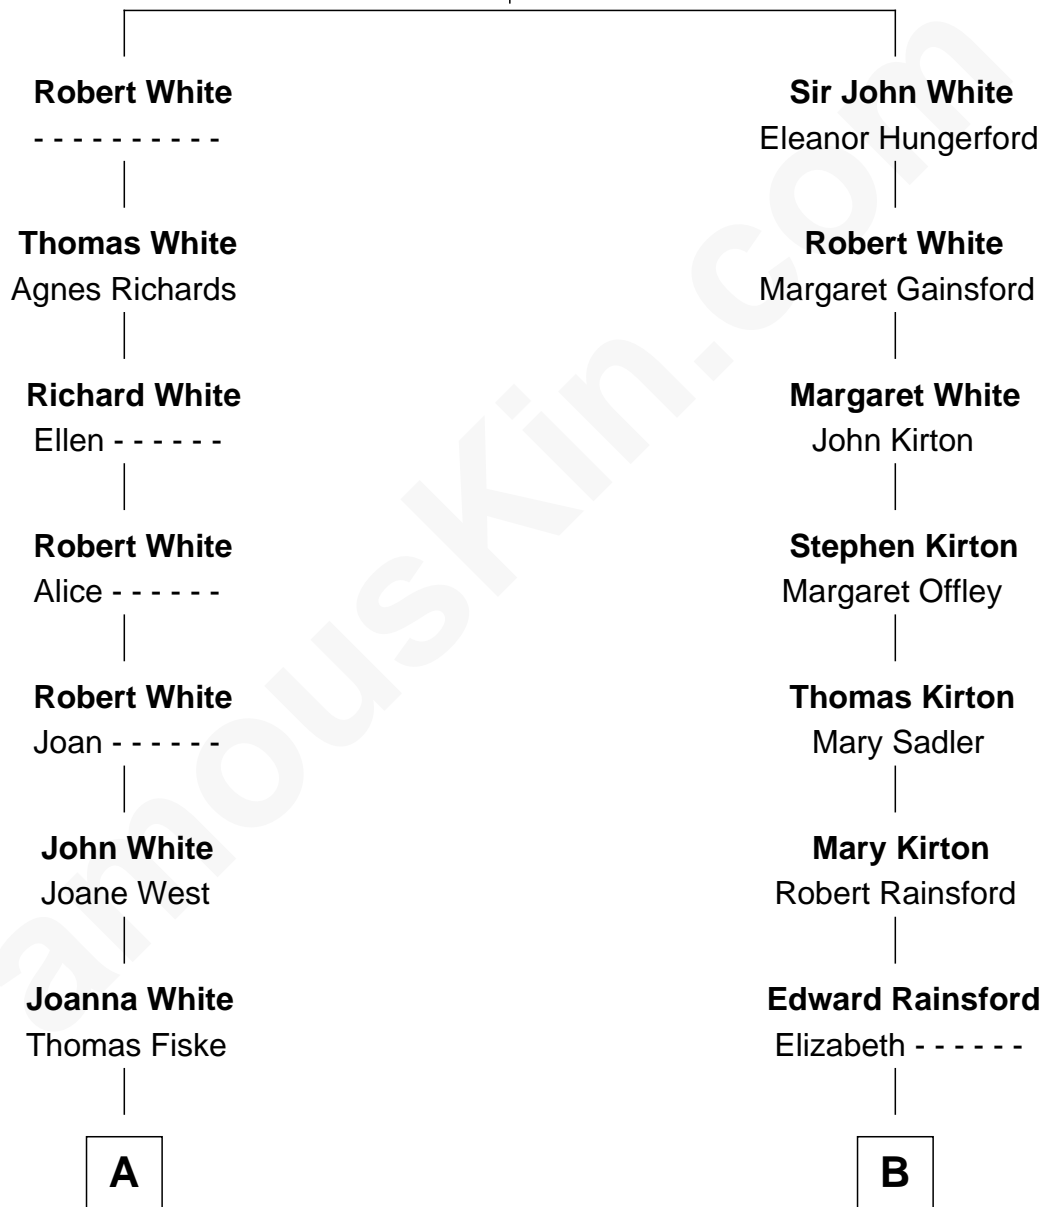 Robert White
- - - - - - - - - -
Thomas White
Agnes Richards
Richard White
Ellen - - - - - -
Robert White
Alice - - - - - -
Robert White
Joan - - - - - -
John White
Joane West
Joanna White
Thomas Fiske
A
Sir John White
Eleanor Hungerford
Robert White
Margaret Gainsford
Margaret White
John Kirton
Stephen Kirton
Margaret Offley
Thomas Kirton
Mary Sadler
Mary Kirton
Robert Rainsford
Edward Rainsford
Elizabeth - - - - - -
B
amousKin.com